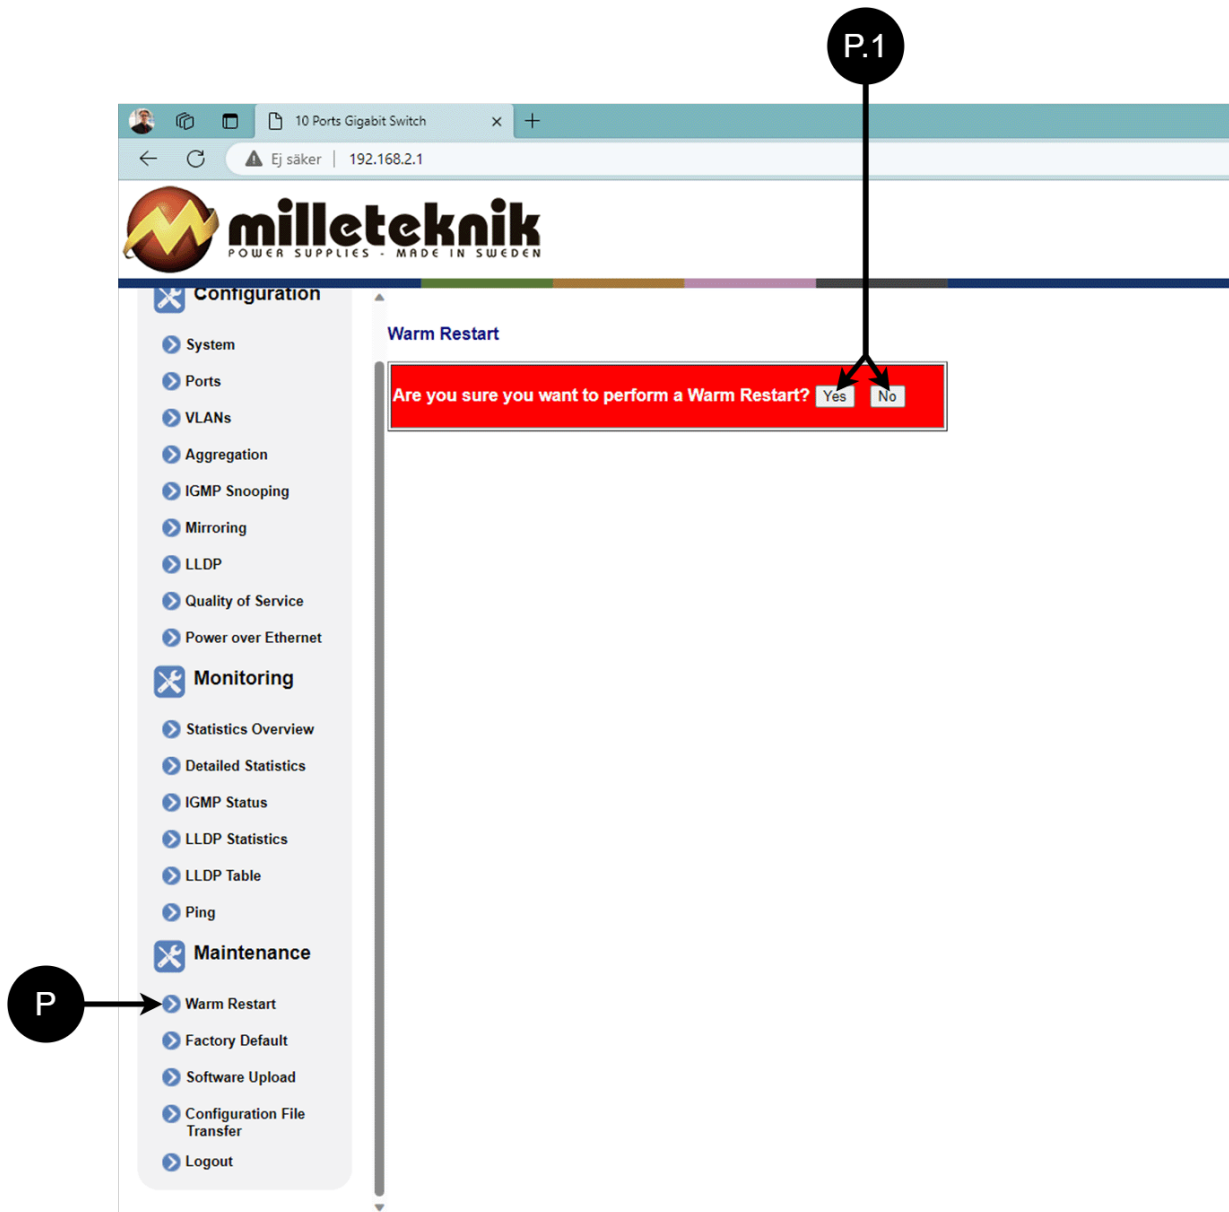 P.1
10 Ports Gigabit Switch
Ej säker | 192.168.2.1
milleteknik
POWER SUPPLIES - MADE IN SWEDEN
Configuration
System
Ports
VLANs
Aggregation
IGMP Snooping
Mirroring
LLDP
Quality of Service
Power over Ethernet
Monitoring
Statistics Overview
Detailed Statistics
IGMP Status
LLDP Statistics
LLDP Table
Ping
Maintenance
P
Warm Restart
Factory Default
Software Upload
Configuration File
Transfer
Logout
Warm Restart
Are you sure you want to perform a Warm Restart? Yes No